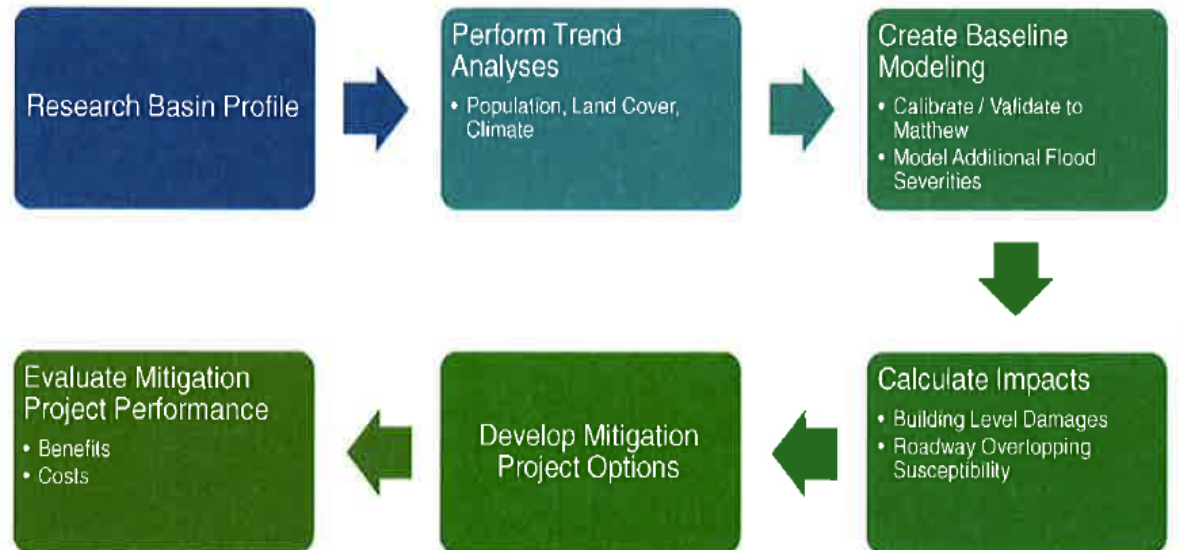 Research Basin Profile
Perform Trend
Analyses
• Population, Land Cover,
Climate
Create Baseline
Modeling
• Calibrate / Validate to
Matthew
• Model Additional Flood
Severities
Calculate Impacts
• Building Level Damages
• Roadway Overtopping
Susceptibility
Develop Mitigation
Project Options
Evaluate Mitigation
Project Performance
• Benefits
• Costs